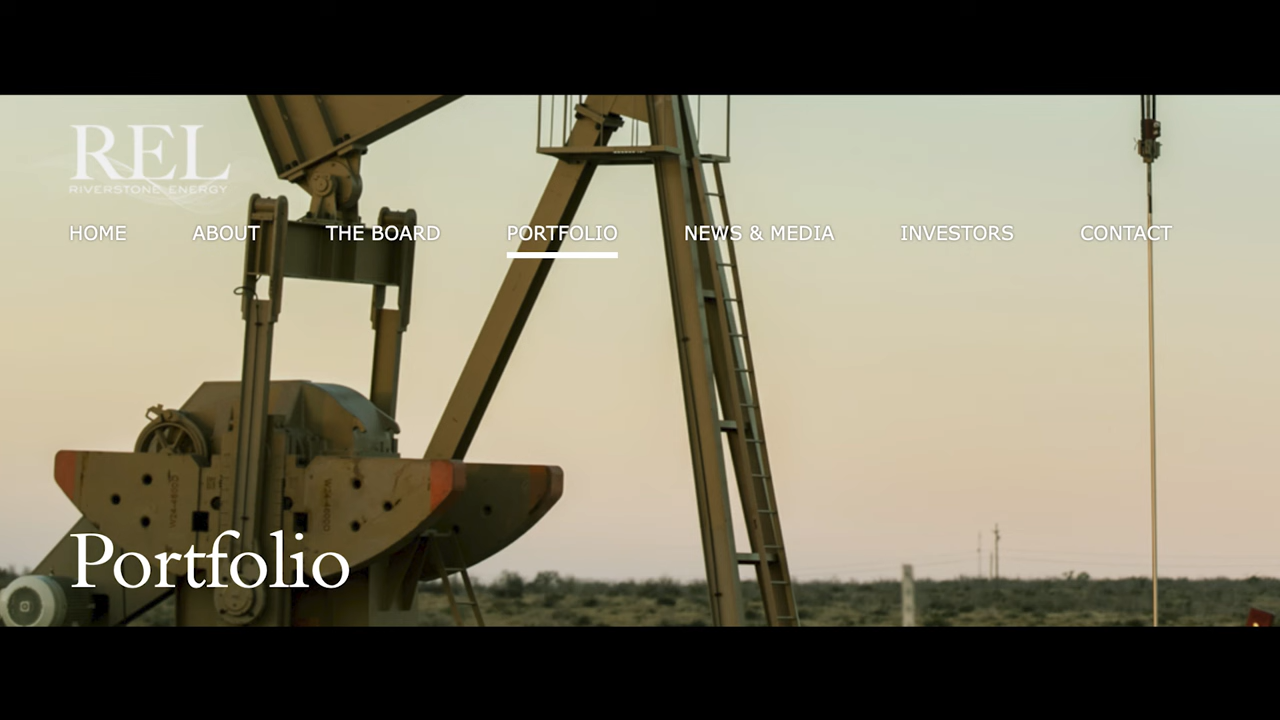 REL
RIVERSTONE ENERGY
HOME ABOUT THE BOARD PORTFOLIO NEWS & MEDIA INVESTORS CONTACT
Portfolio